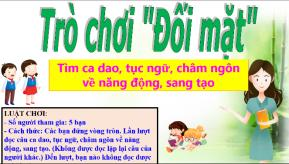 Trò chơi "Đối mặt"
Tìm ca dao, tục ngữ, châm ngôn
về năng động, sáng tạo
LUẬT CHƠI:
- Số người tham gia: 5 bạn
- Cách thức: Các bạn đứng vòng tròn. Lần lượt
đọc câu ca dao, tục ngữ, châm ngôn về năng
động, sáng tạo. (Không được đọc lặp lại câu của
người khác.) Đến lượt, bạn nào không đọc được